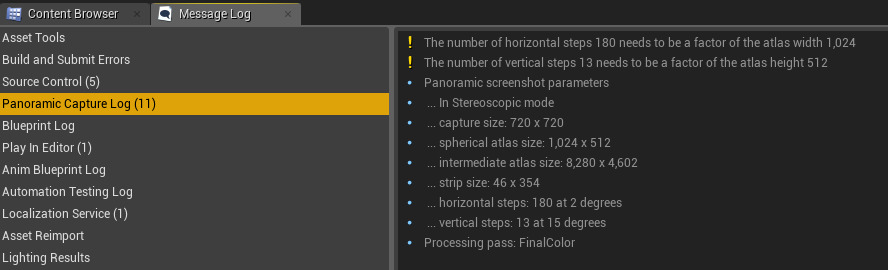 Content Browser
Message Log
Asset Tools
Build and Submit Errors
Source Control (5)
Panoramic Capture Log (11)
Blueprint Log
Play In Editor (1)
Anim Blueprint Log
Automation Testing Log
Localization Service (1)
Asset Reimport
Lighting Results
The number of horizontal steps 180 needs to be a factor of the atlas width 1,024
The number of vertical steps 13 needs to be a factor of the atlas height 512
Panoramic screenshot parameters
... In Stereoscopic mode
... capture size: 720 x 720
... spherical atlas size: 1,024 x 512
... intermediate atlas size: 8,280 x 4,602
... strip size: 46 x 354
... horizontal steps: 180 at 2 degrees
... vertical steps: 13 at 15 degrees
Processing pass: FinalColor